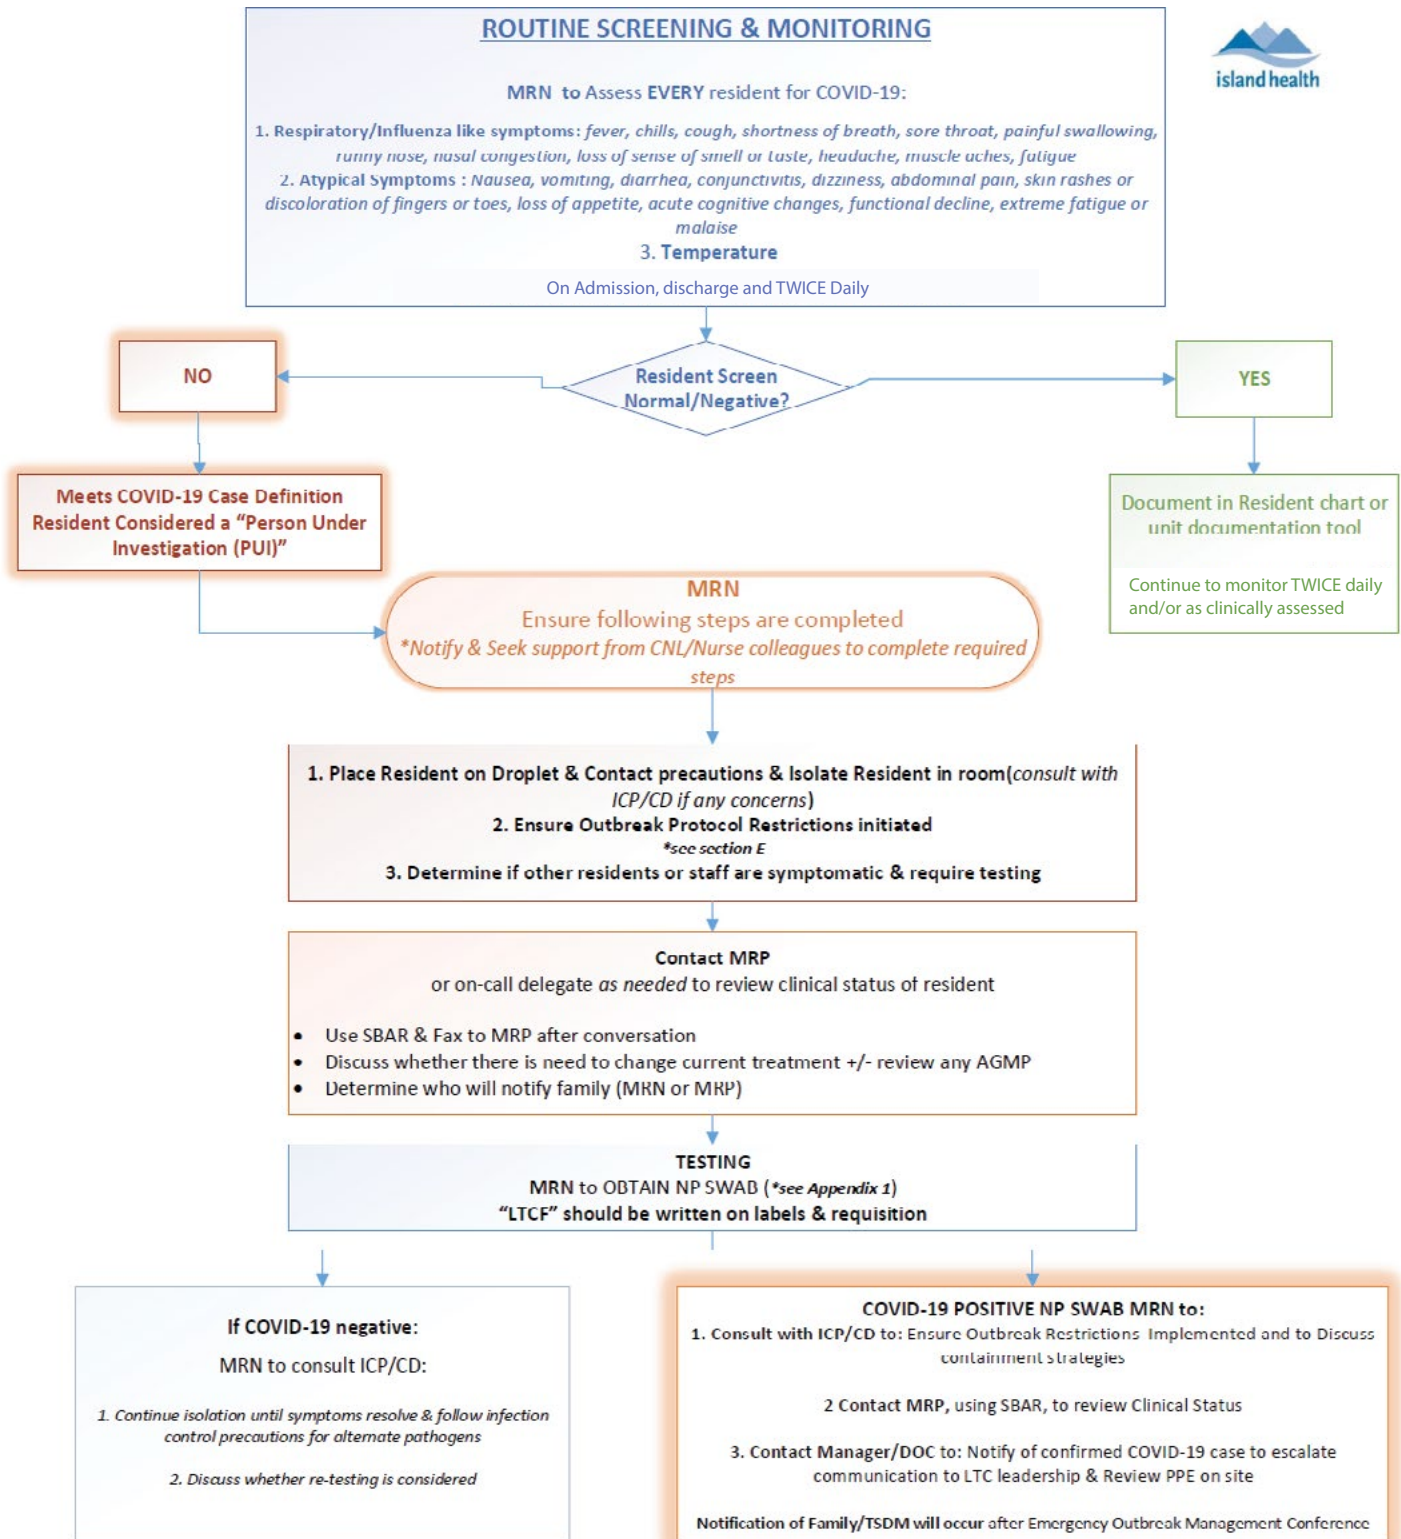 ROUTINE SCREENING & MONITORING
island health
MRN to Assess EVERY resident for COVID-19:
1. Respiratory/Influenza like symptoms: fever, chills, cough, shortness of breath, sore throat, painful swallowing,
runny nose, nasal congestion, loss of sense of smell or taste, headache, muscle aches, fatigue
2. Atypical Symptoms : Nausea, vomiting, diarrhea, conjunctivitis, dizziness, abdominal pain, skin rashes or
discoloration of fingers or toes, loss of appetite, acute cognitive changes, functional decline, extreme fatigue or
malaise
3. Temperature
On Admission, discharge and TWICE Daily
NO
Resident Screen
Normal/Negative?
YES
Meets COVID-19 Case Definition
Resident Considered a “Person Under
Investigation (PUI)”
Document in Resident chart or
unit documentation tool
Continue to monitor TWICE daily
and/or as clinically assessed
MRN
Ensure following steps are completed
*Notify & Seek support from CNL/Nurse colleagues to complete required
steps
1. Place Resident on Droplet & Contact precautions & Isolate Resident in room(consult with
ICP/CD if any concerns)
2. Ensure Outbreak Protocol Restrictions initiated
*see section E
3. Determine if other residents or staff are symptomatic & require testing
Contact MRP
or on-call delegate as needed to review clinical status of resident
• Use SBAR & Fax to MRP after conversation
• Discuss whether there is need to change current treatment +/- review any AGMP
• Determine who will notify family (MRN or MRP)
TESTING
MRN to OBTAIN NP SWAB (*see Appendix 1)
“LTCF” should be written on labels & requisition
If COVID-19 negative:
MRN to consult ICP/CD:
1. Continue isolation until symptoms resolve & follow infection
control precautions for alternate pathogens
2. Discuss whether re-testing is considered
COVID-19 POSITIVE NP SWAB MRN to:
1. Consult with ICP/CD to: Ensure Outbreak Restrictions Implemented and to Discuss
containment strategies
2 Contact MRP, using SBAR, to review Clinical Status
3. Contact Manager/DOC to: Notify of confirmed COVID-19 case to escalate
communication to LTC leadership & Review PPE on site
Notification of Family/TSDM will occur after Emergency Outbreak Management Conference